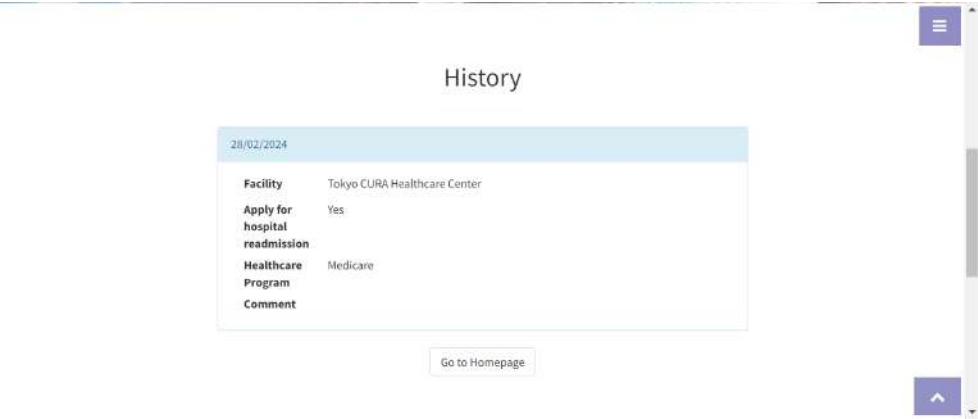 History
28/02/2024
Facility Tokyo CURA Healthcare Center
Apply for Yes
hospital
readmission
Healthcare Medicare
Program
Comment
Go to Homepage